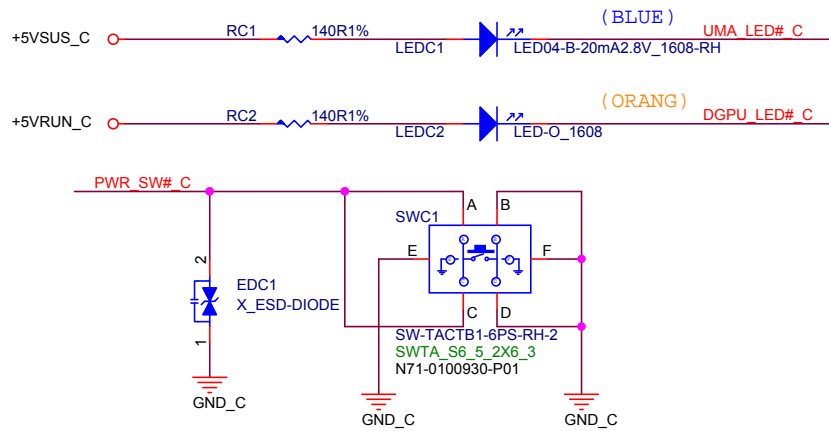 (BLUE)
+5VSUS_C RC1 140R1% LEDC1 LED04-B-20mA2.8V_1608-RH UMA_LED#_C
(ORANG)
+5VRUN_C RC2 140R1% LEDC2 LED-O_1608 DGPU_LED#_C
PWR_SW#_C
A B
SWC1
E F
2
EDC1
X_ESD-DIODE
1
C D
SW-TACTB1-6PS-RH-2
SWTA_S6_5_2X6_3
N71-0100930-P01
GND_C GND_C GND_C